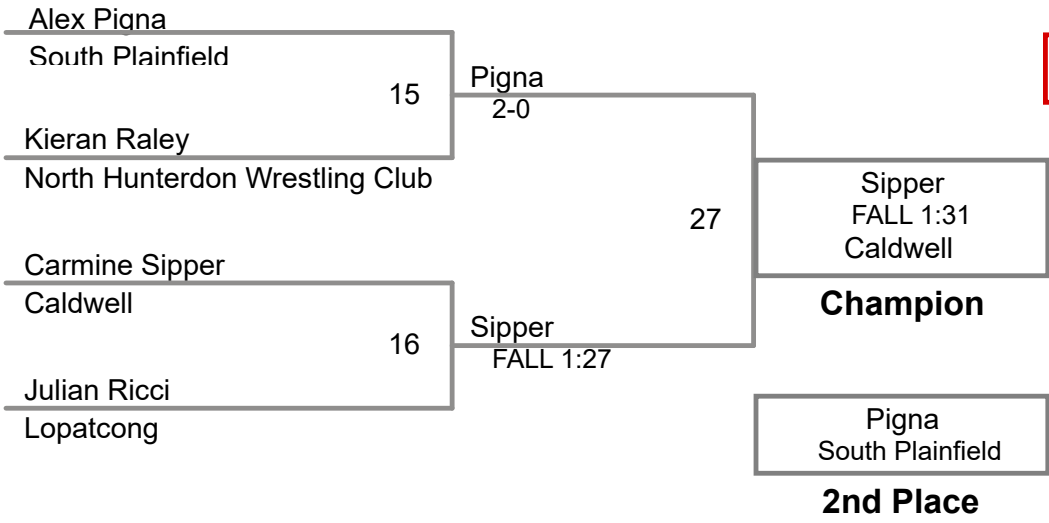 Alex Pigna
South Plainfield
15
Pigna
2-0
Kieran Raley
North Hunterdon Wrestling Club
27
Sipper
FALL 1:31
Caldwell
Champion
Carmine Sipper
Caldwell
16
Sipper
FALL 1:27
Julian Ricci
Lopatcong
Pigna
South Plainfield
2nd Place